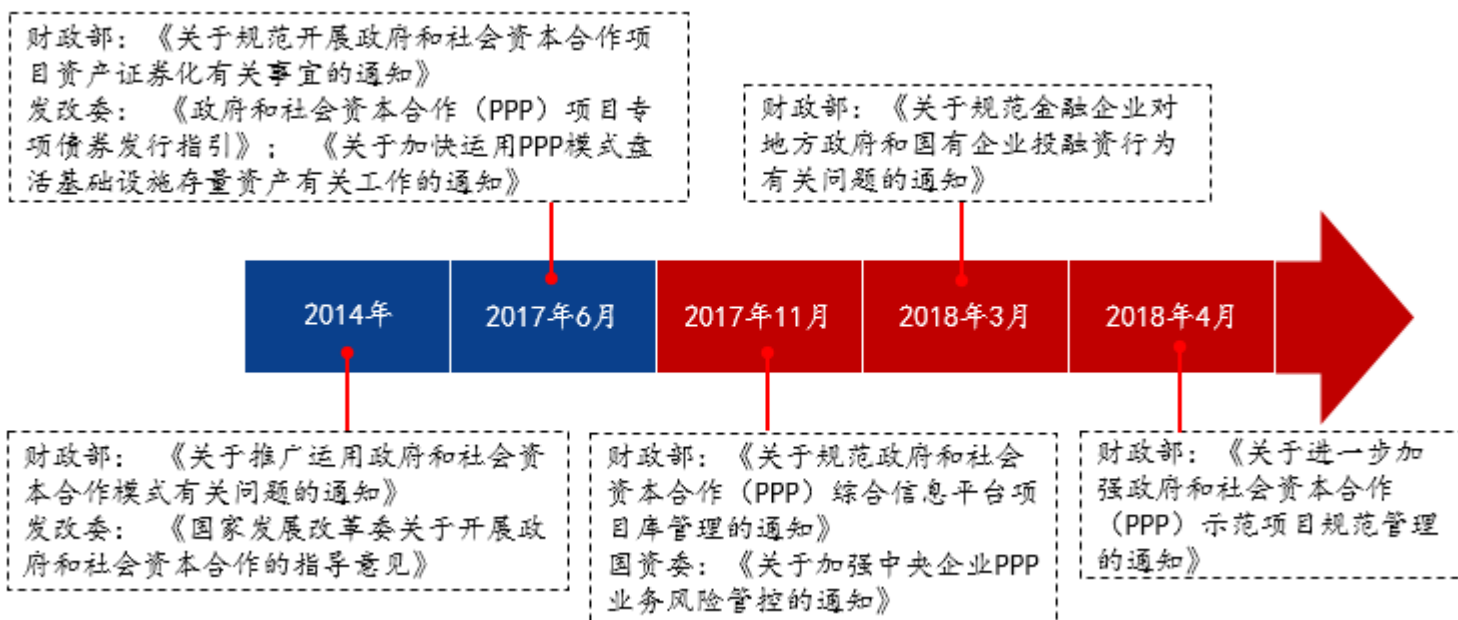 财政部：《关于规范开展政府和社会资本合作项
目资产证券化有关事宜的通知》
发改委：《政府和社会资本合作（PPP）项目专
项债券发行指引》；《关于加快运用PPP模式盘
活基础设施存量资产有关工作的通知》
财政部：《关于规范金融企业对
地方政府和国有企业投融资行为
有关问题的通知》
2014年
2017年6月
2017年11月
2018年3月
2018年4月
财政部：《关于推广运用政府和社会资
本合作模式有关问题的通知》
发改委：《国家发展改革委关于开展政
府和社会资本合作的指导意见》
财政部：《关于规范政府和社会
资本合作（PPP）综合信息平台项
目库管理的通知》
国资委：《关于加强中央企业PPP
业务风险管控的通知》
财政部：《关于进一步加
强政府和社会资本合作
（PPP）示范项目规范管理
的通知》